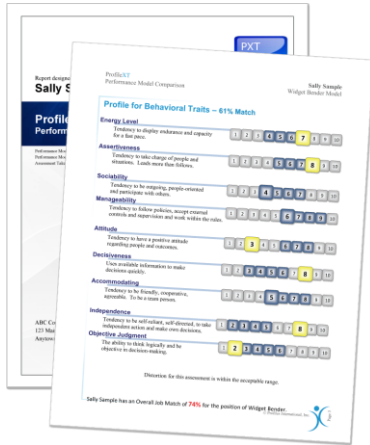 PXT
Report designe
Sally S
Profil
Perform
Performance Mo
Performance Mo
Assessment Take
ABC Co
123 Mai
Anytow
ProfileXT
Performance Model Comparison
Sally Sample
Widget Bender Model
Profile for Behavioral Traits – 61% Match
Energy Level
Tendency to display endurance and capacity
for a fast pace.
1 2 3 4 5 6 7 8 9 10
Assertiveness
Tendency to take charge of people and
situations. Leads more than follows.
1 2 3 4 5 6 7 8 9 10
Sociability
Tendency to be outgoing, people-oriented
and participate with others.
1 2 3 4 5 6 7 8 9 10
Manageability
Tendency to follow policies, accept external
controls and supervision and work within the rules.
1 2 3 4 5 6 7 8 9 10
Attitude
Tendency to have a positive attitude
regarding people and outcomes.
1 2 3 4 5 6 7 8 9 10
Decisiveness
Uses available information to make
decisions quickly.
1 2 3 4 5 6 7 8 9 10
Accommodating
Tendency to be friendly, cooperative,
agreeable. To be a team person.
1 2 3 4 5 6 7 8 9 10
Independence
Tendency to be self-reliant, self-directed, to take
independent action and make own decisions.
1 2 3 4 5 6 7 8 9 10
Objective Judgment
The ability to think logically and be
objective in decision-making.
1 2 3 4 5 6 7 8 9 10
Distortion for this assessment is within the acceptable range.
Sally Sample has an Overall Job Match of 74% for the position of Widget Bender.